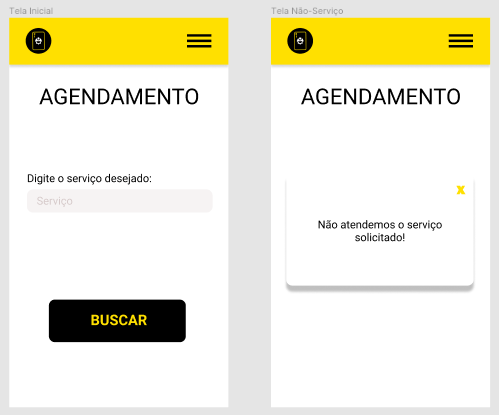 Tela Inicial
AGENDAMENTO
Digite o serviço desejado:
Serviço
BUSCAR
Tela Não-Serviço
AGENDAMENTO
x
Não atendemos o serviço
solicitado!